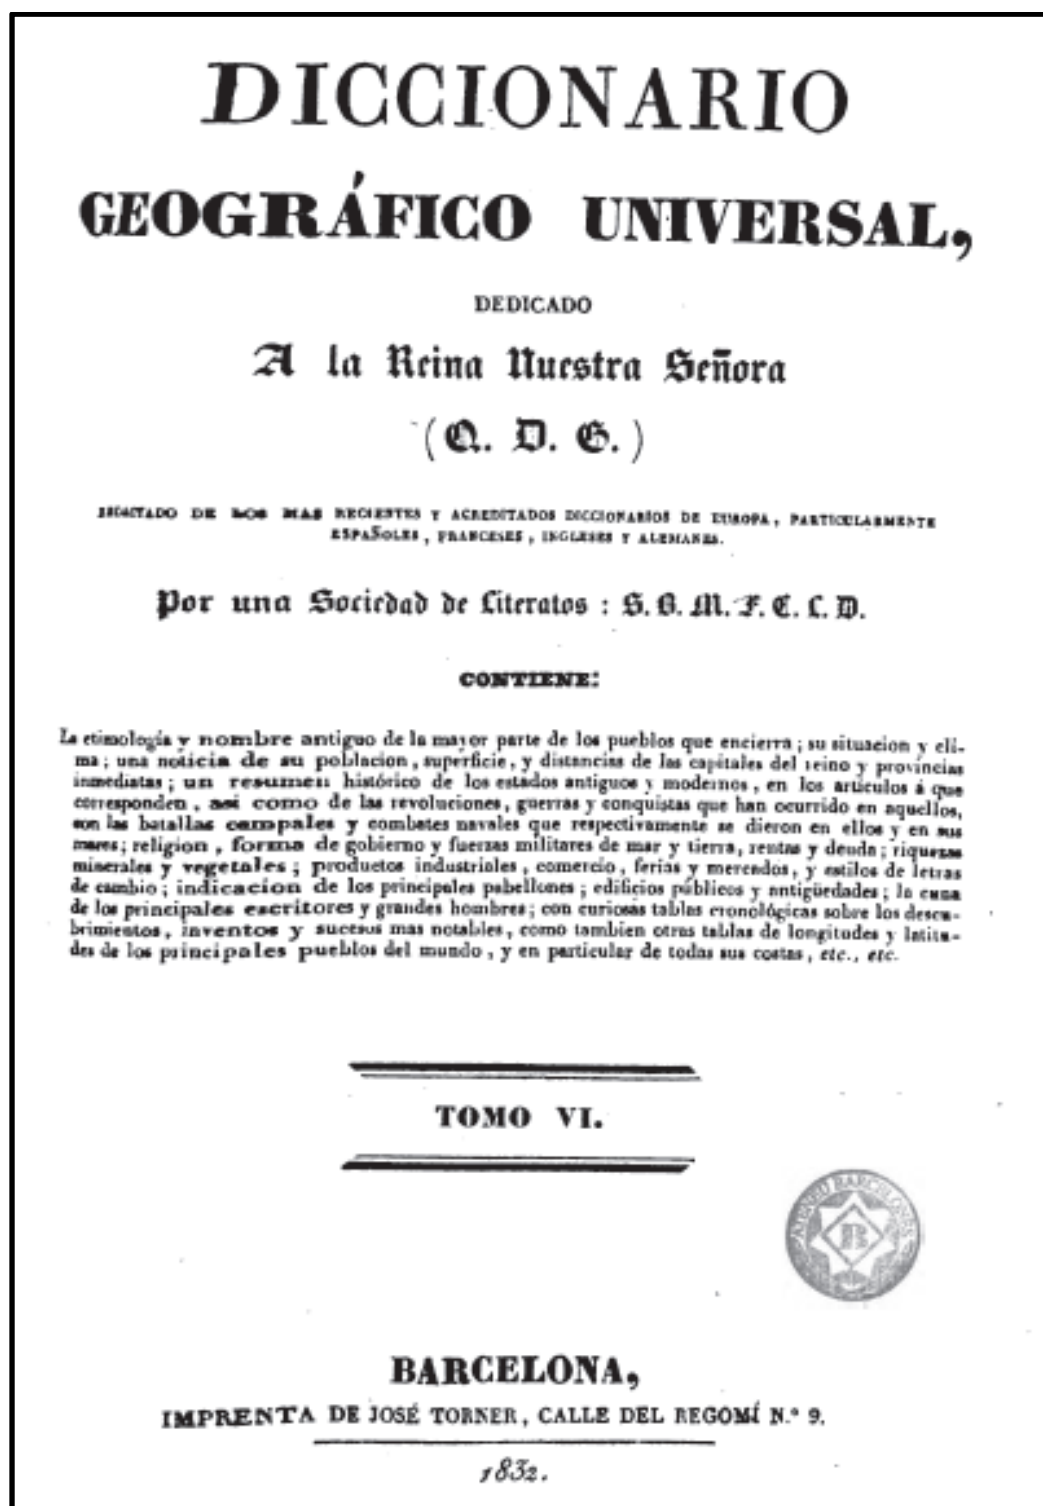 DICCIONARIO
GEOGRÁFICO UNIVERSAL,
DEDICADO
A la Reina Nuestra Señora
(Q. D. G.)
REDACTADO DE LOS MAS RECIENTES Y ACREDITADOS DICCIONARIOS DE EUROPA, PARTICULARMENTE
ESPAÑOLES, FRANCESES, INGLESES Y ALEMANES.
Por una Sociedad de Literatos: S. B. M. F. C. L. D.
CONTIENE:
La etimología y nombre antiguo de la mayor parte de los pueblos que encierra; su situacion y cli-
ma; una noticia de su poblacion, superficie, y distancias de las capitales del reino y provincias
inmediatas; un resumen histórico de los estados antiguos y modernos, en los artículos á que
corresponden, asi como de las revoluciones, guerras y conquistas que han ocurrido en aquellos,
con las batallas campales y combates navales que respectivamente se dieron en ellos y en sus
mares; religion, forma de gobierno y fuerzas militares de mar y tierra, rentas y deuda; riquezas
minerales y vegetales; productos industriales, comercio, ferias y mercados, y estilos de letras
de cambio; indicacion de los principales pabellones; edificios públicos y antigüedades; la cuna
de los principales escritores y grandes hombres; con curiosas tablas cronológicas sobre los descu-
brimientos, inventos y sucesos mas notables, como tambien otras tablas de longitudes y latitu-
des de los principales pueblos del mundo, y en particular de todas sus costas, etc., etc.
TOMO VI.
ATENEU BARCELONÈS
B
BARCELONA,
IMPRENTA DE JOSÉ TORNER, CALLE DEL REGOMÍ N.º 9.
1832.